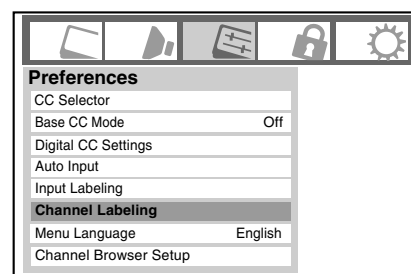 Preferences
CC Selector
Base CC Mode Off
Digital CC Settings
Auto Input
Input Labeling
Channel Labeling
Menu Language English
Channel Browser Setup